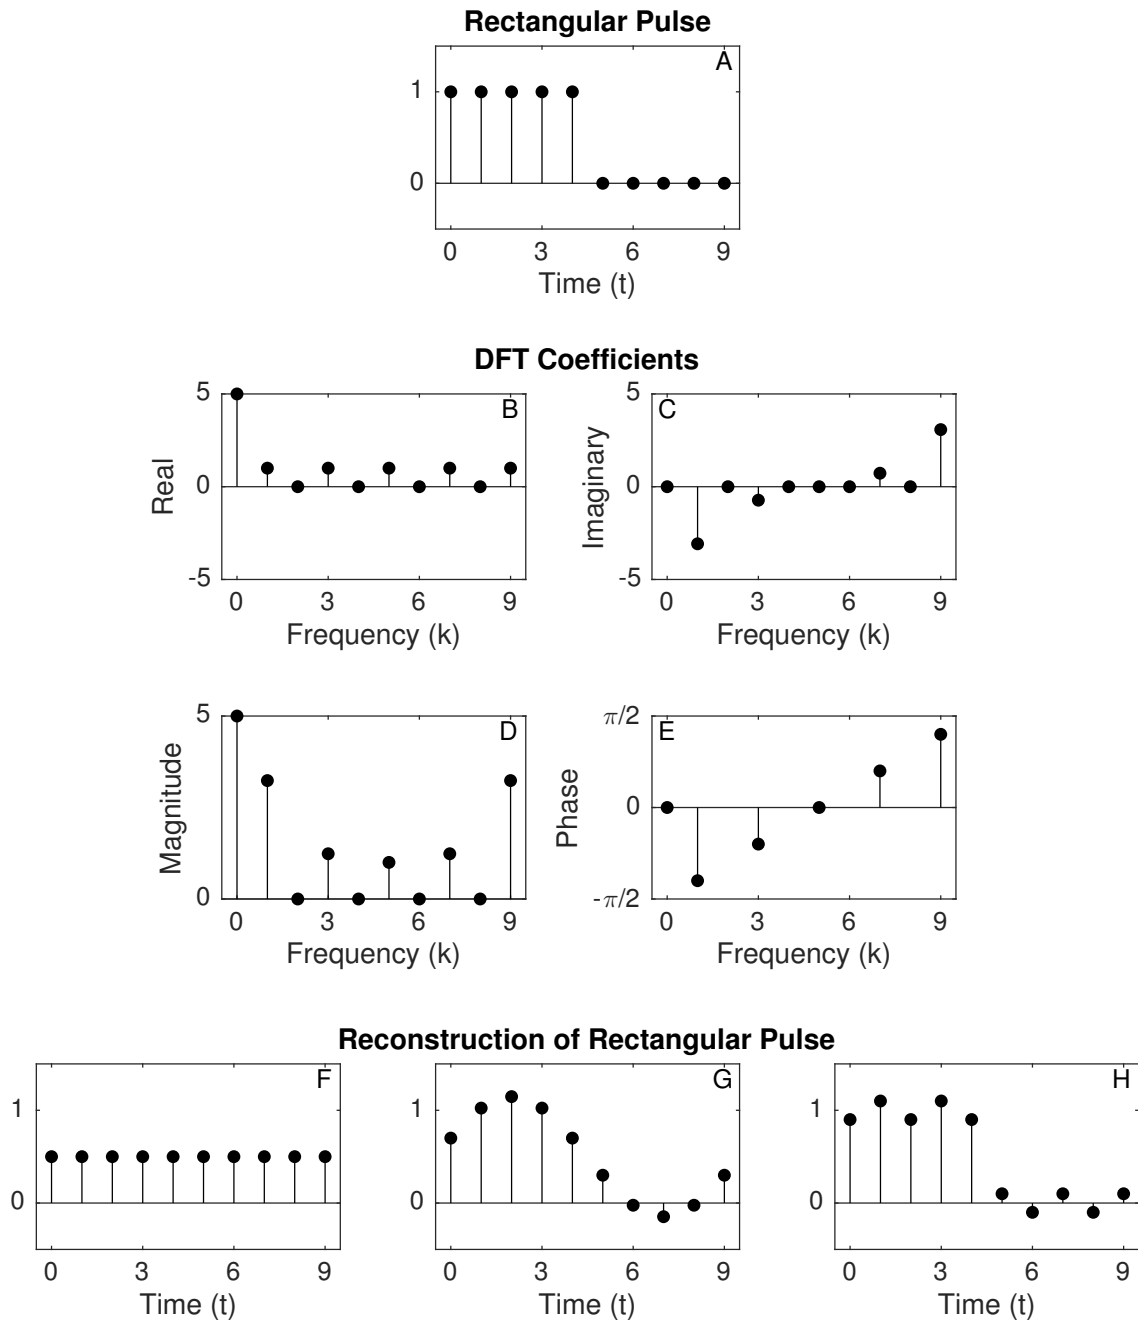 Rectangular Pulse
A
1
0
0 3 6 9
Time (t)
DFT Coefficients
B
5
0
-5
Real
0 3 6 9
Frequency (k)
C
5
0
-5
Imaginary
0 3 6 9
Frequency (k)
D
5
0
Magnitude
0 3 6 9
Frequency (k)
E
π/2
0
-π/2
Phase
0 3 6 9
Frequency (k)
Reconstruction of Rectangular Pulse
F
1
0
0 3 6 9
Time (t)
G
1
0
0 3 6 9
Time (t)
H
1
0
0 3 6 9
Time (t)